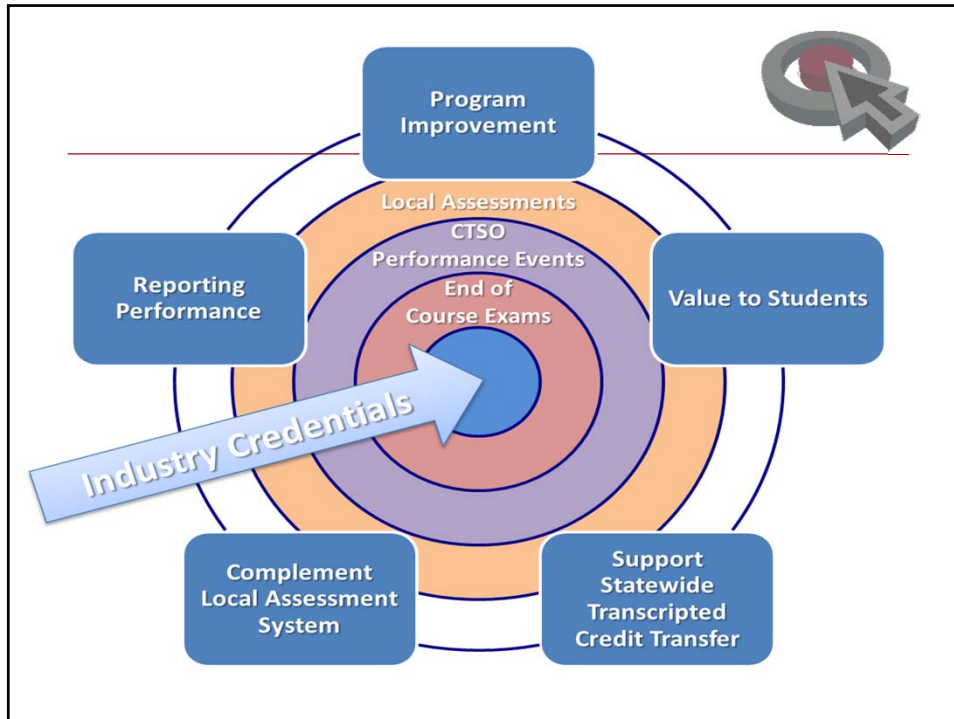 Program
Improvement
Local Assessments
CTSO
Performance Events
End of
Course Exams
Reporting
Performance
Value to Students
Industry Credentials
Complement
Local Assessment
System
Support
Statewide
Transcripted
Credit Transfer